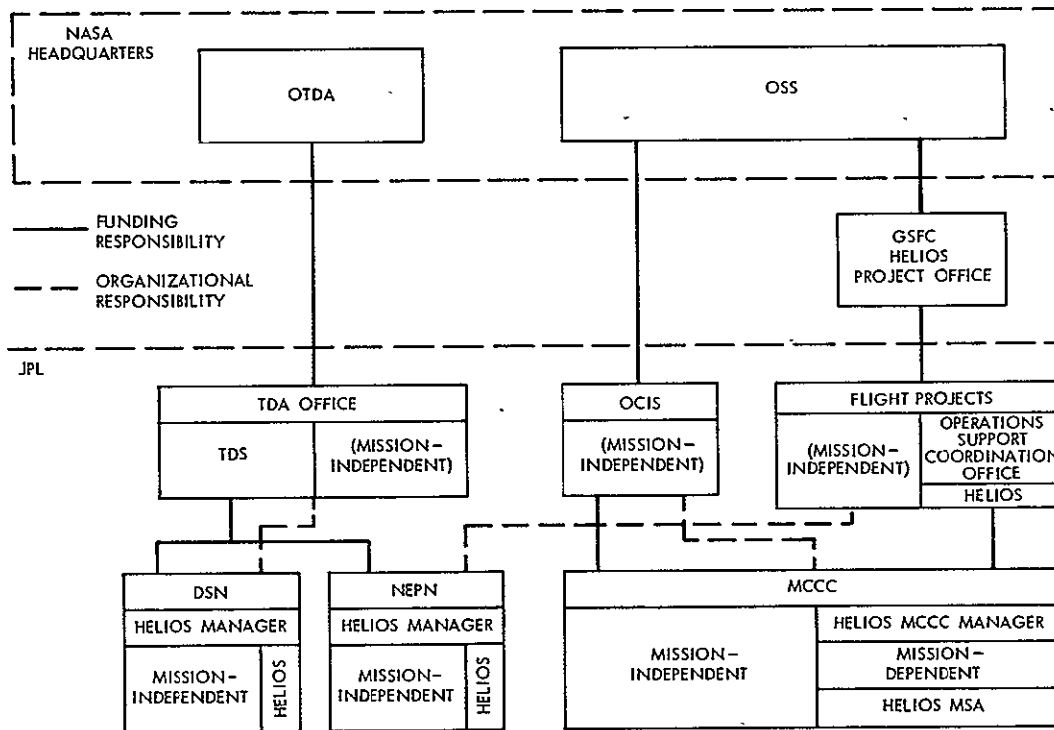 NASA
HEADQUARTERS
OTDA
OSS
FUNDING
RESPONSIBILITY
ORGANIZATIONAL
RESPONSIBILITY
GSFC
HELIOS
PROJECT OFFICE
JPL
TDA OFFICE
TDS
(MISSION–
INDEPENDENT)
OCIS
(MISSION–
INDEPENDENT)
FLIGHT PROJECTS
(MISSION–
INDEPENDENT)
OPERATIONS
SUPPORT
COORDINATION
OFFICE
HELIOS
DSN
HELIOS MANAGER
MISSION–
INDEPENDENT
HELIOS
NEPN
HELIOS MANAGER
MISSION–
INDEPENDENT
HELIOS
MCCC
MISSION–
INDEPENDENT
HELIOS MCCC MANAGER
MISSION–
DEPENDENT
HELIOS MSA